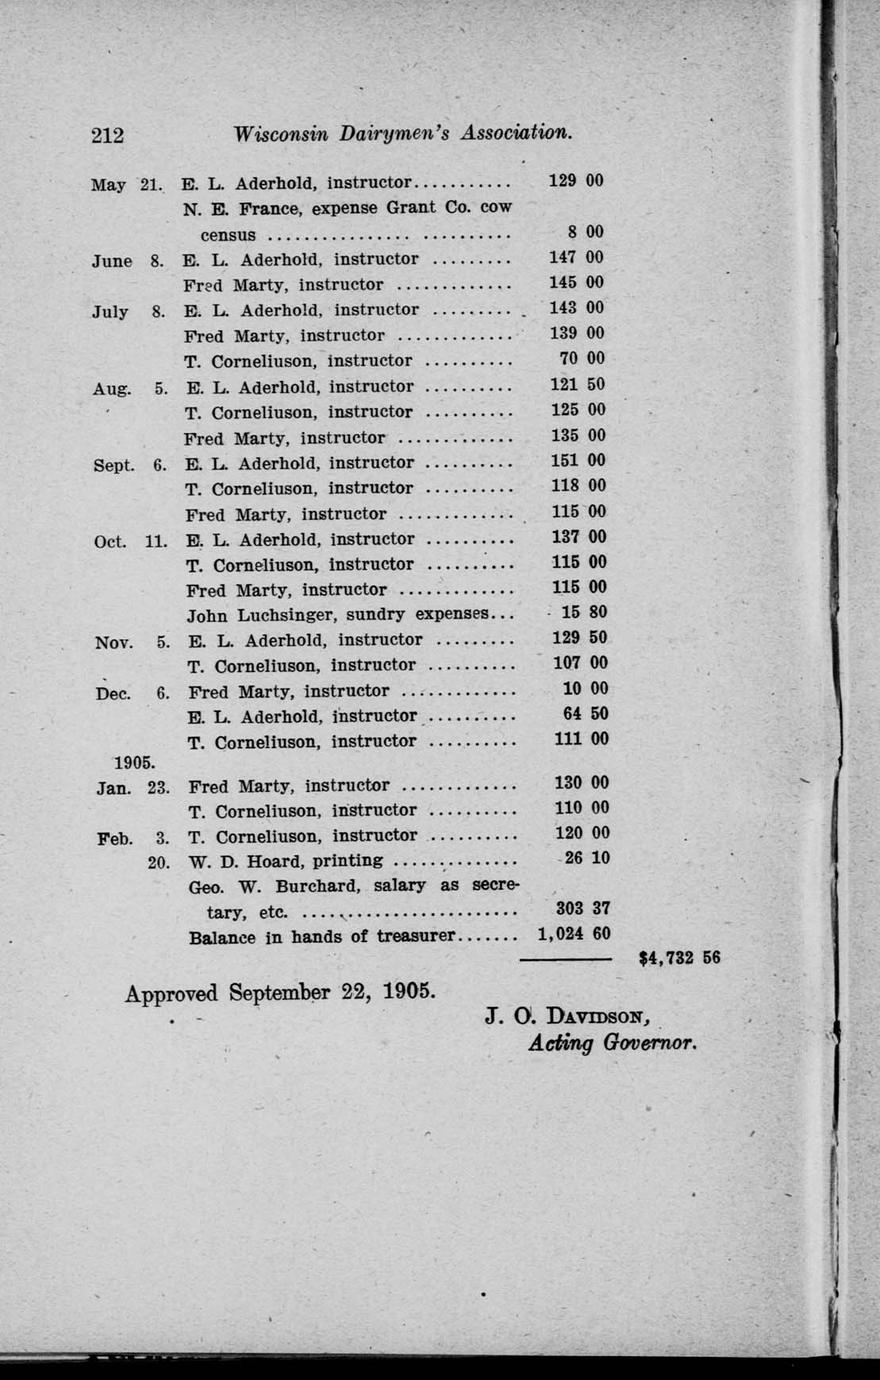 212 Wisconsin Dairymen's Association.
May 21. E. L. Aderhold, instructor........... 129 00
N. E. France, expense Grant Co. cow
census ................ .......... 8 00
June 8. E. L. Aderhold, instructor ......... 147 00
Fred Marty, instructor ............. 145 00
July 8. E. L. Aderhold, instructor ......... 143 00
Fred Marty, instructor ............. 139 00
T. Corneliuson, instructor .......... 70 00
Aug. 5. E. L. Aderhold, instructor .......... 121 50
T. Corneliuson, instructor .......... 125 00
Fred Marty, instructor ............. 135 00
Sept. 6. E. L. Aderhold, instructor .......... 151 00
T. Corneliuson, instructor .......... 118 00
Fred Marty, instructor ............. 115 00
Oct. 11. E. L. Aderhold, instructor .......... 137 00
T. Corneliuson, instructor .......... 115 00
Fred Marty, instructor ............. 115 00
John Luchsinger, sundry expenses... 15 80
Nov. 5. E. L. Aderhold, instructor ......... 129 50
T. Corneliuson, instructor .......... 107 00
Dec. 6. Fred Marty, instructor ............. 10 00
E. L. Aderhold, instructor .......... 64 50
T. Corneliuson, instructor .......... 111 00
1905.
Jan. 23. Fred Marty, instructor ............. 130 00
T. Corneliuson, instructor .......... 110 00
Feb. 3. T. Corneliuson, instructor .......... 120 00
20. W. D. Hoard, printing .............. 26 10
Geo. W. Burchard, salary as secre-
tary, etc. ........................ 303 37
Balance in hands of treasurer....... 1,024 60
$4,732 56
Approved September 22, 1905.
J. O. DAVIDSON,
Acting Governor.